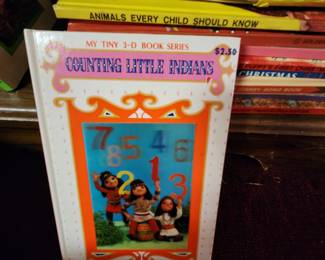 ANIMALS EVERY CHILD SHOULD KNOW
MY TINY 3-D BOOK SERIES
$2.50
COUNTING LITTLE INDIANS
CHRISTMAS
7 8 5 4 6
2 1 3